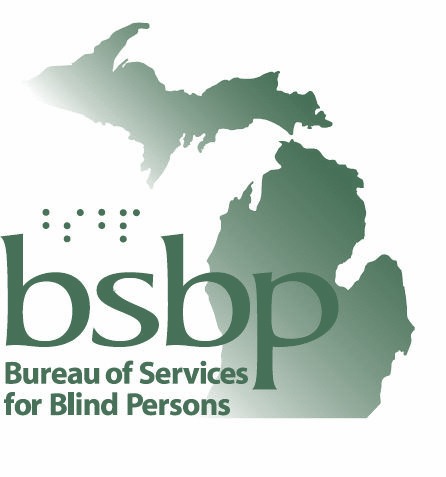 ⠃⠎⠃⠏
bsbp
Bureau of Services
for Blind Persons